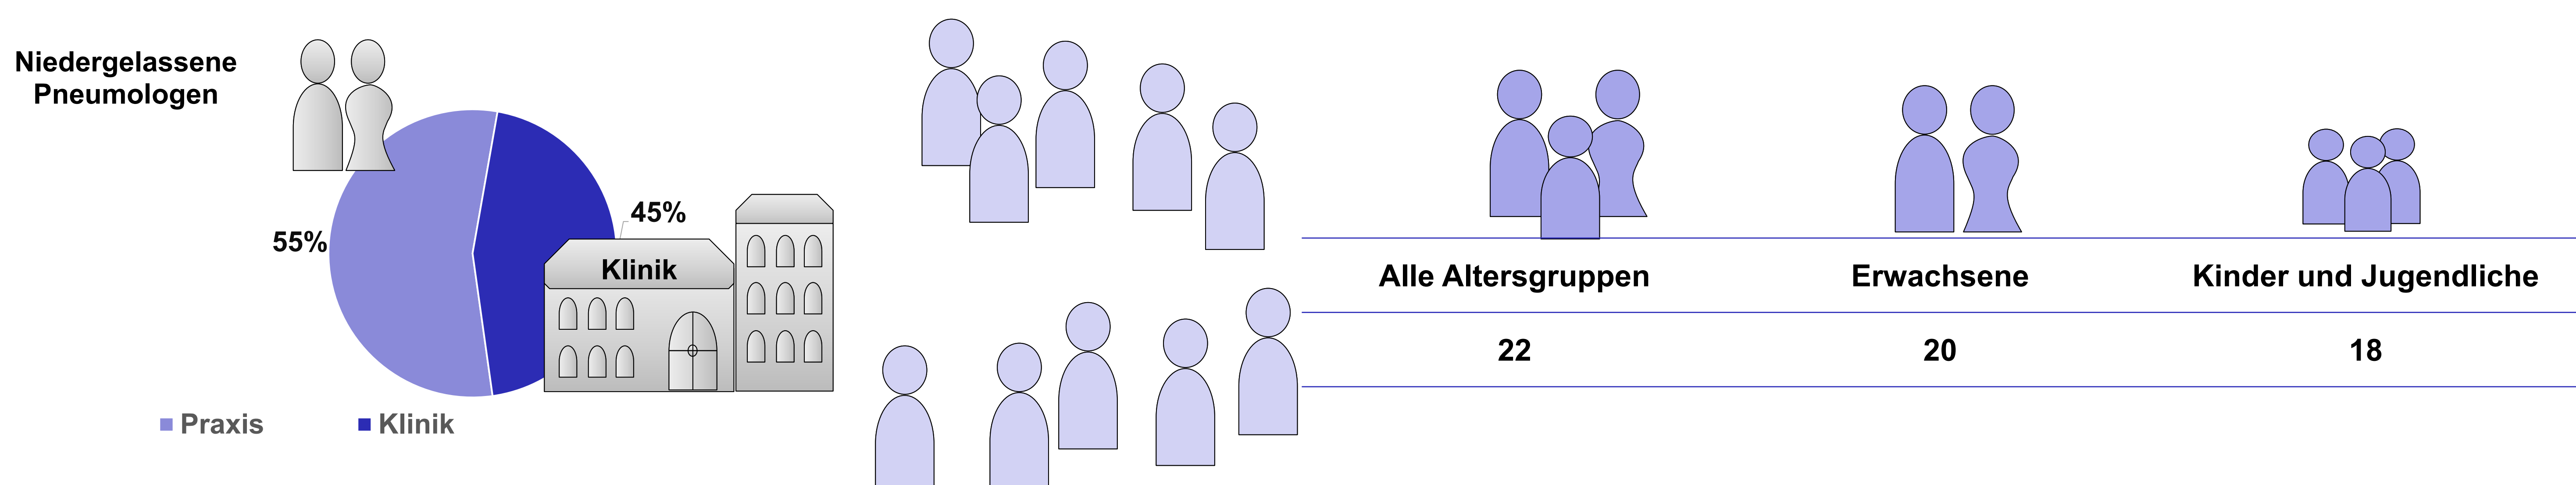 Niedergelassene
Pneumologen
55%
45%
Klinik
Praxis
Klinik
Alle Altersgruppen
Erwachsene
Kinder und Jugendliche
22
20
18